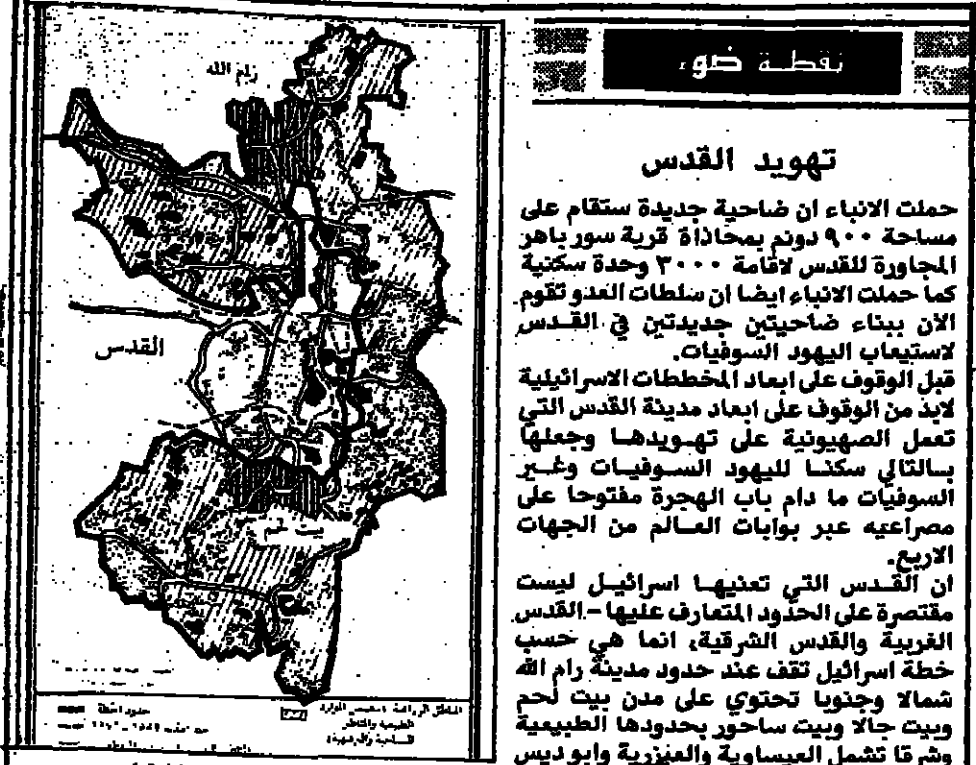 نقطة ضوء
تهويد القدس
حملت الانباء ان ضاحية جديدة ستقام على
مساحة ٩٠٠ دونم بمحاذاة قرية سور باهر
المجاورة للقدس لاقامة ٣٠٠٠ وحدة سكنية
كما حملت الانباء ايضا ان سلطات العدو تقوم
الان ببناء ضاحيتين جديدتين في القدس
لاستيعاب اليهود السوفيات.
قبل الوقوف على ابعاد المخططات الاسرائيلية
لابد من الوقوف على ابعاد مدينة القدس التي
تعمل الصهيونية على تهويدها وجعلها
بالتالي سكنا لليهود السوفيات وغير
السوفيات ما دام باب الهجرة مفتوحا على
مصراعيه عبر بوابات العالم من الجهات
الاربع.
ان القدس التي تعنيها اسرائيل ليست
مقتصرة على الحدود المتعارف عليها - القدس
الغربية والقدس الشرقية، انما هي حسب
خطة اسرائيل تقف عند حدود مدينة رام الله
شمالا وجنوبا تحتوي على مدن بيت لحم
وبيت جالا وبيت ساحور بحدودها الطبيعية
وشرقا تشمل العيساوية والعيزرية وابو ديس
رام الله
القدس
بيت لحم
حدود الخطة
الطبيعية والمناظر